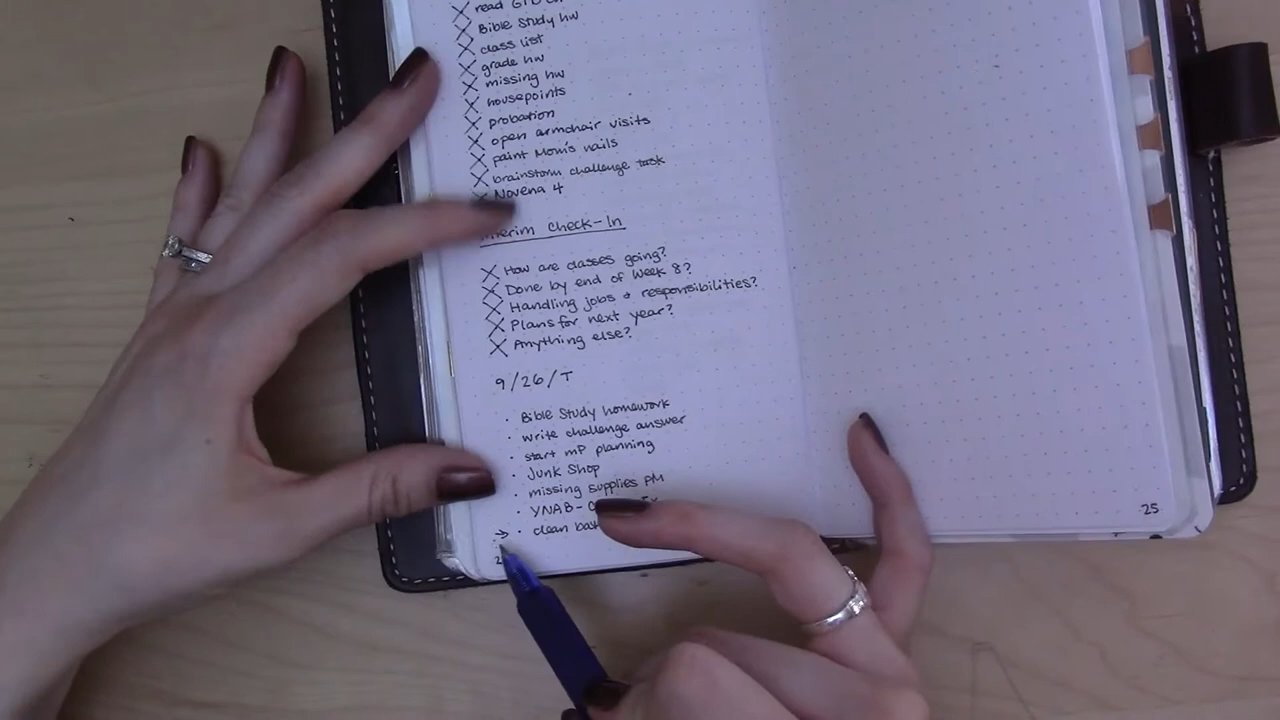 X read GTD
X Bible Study hw
X class list
X grade hw
X missing hw
X housepoints
X probation
X open armchair visits
X paint Mom's nails
X brainstorm challenge task
X Novena 4
Interim Check-In
X How are classes going?
X Done by end of Week 8?
X Handling jobs & responsibilities?
X Plans for next year?
X Anything else?
9/26/T
· Bible Study homework
· write challenge answer
· start MP planning
· Junk Shop
· missing supplies PM
· YNAB -
→ · clean
25